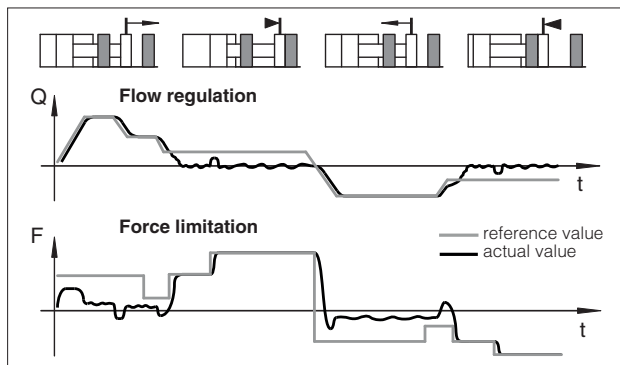 Q
Flow regulation
t
F
Force limitation
reference value
actual value
t